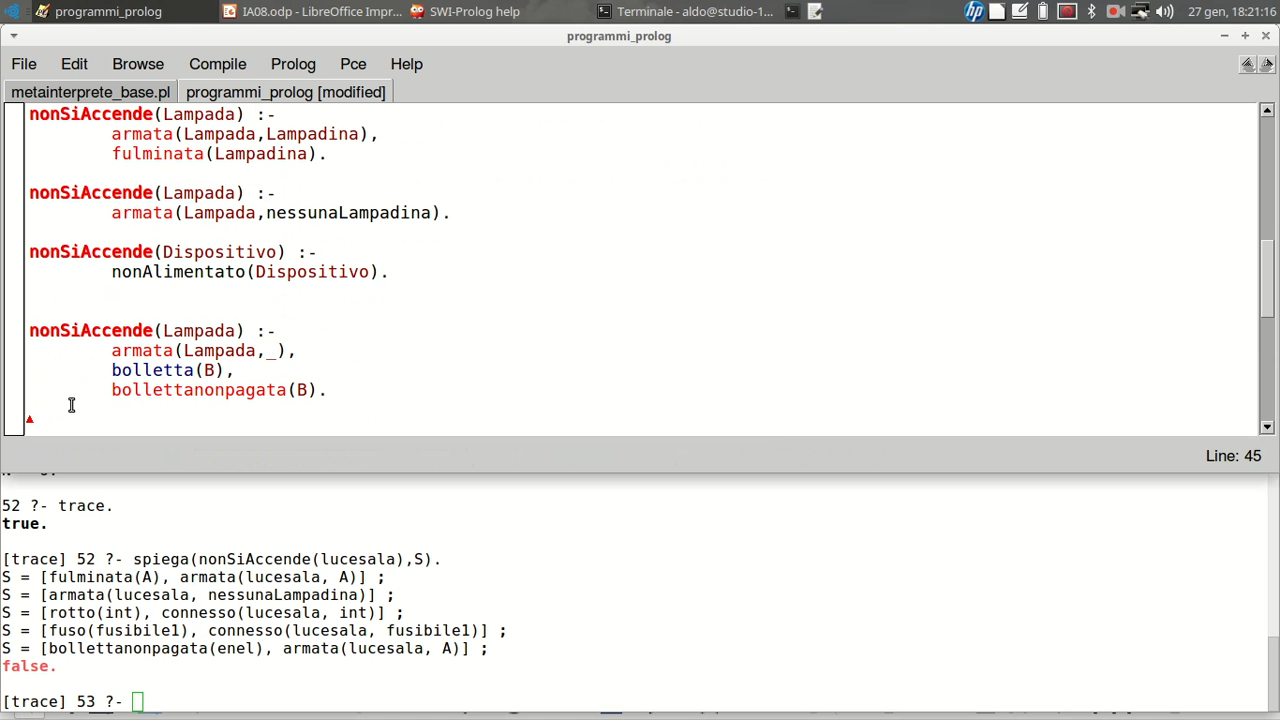 programmi_prolog
IA08.odp - LibreOffice Impr...
SWI-Prolog help
Terminale - aldo@studio-1...
27 gen, 18:21:16
programmi_prolog
File Edit Browse Compile Prolog Pce Help
metainterprete_base.pl
programmi_prolog [modified]
nonSiAccende(Lampada) :-
armata(Lampada,Lampadina),
fulminata(Lampadina).
nonSiAccende(Lampada) :-
armata(Lampada,nessunaLampadina).
nonSiAccende(Dispositivo) :-
nonAlimentato(Dispositivo).
nonSiAccende(Lampada) :-
armata(Lampada,_),
bolletta(B),
bollettanonpagata(B).
Line: 45
52 ?- trace.
true.
[trace] 52 ?- spiega(nonSiAccende(lucesala),S).
S = [fulminata(A), armata(lucesala, A)] ;
S = [armata(lucesala, nessunaLampadina)] ;
S = [rotto(int), connesso(lucesala, int)] ;
S = [fuso(fusibile1), connesso(lucesala, fusibile1)] ;
S = [bollettanonpagata(enel), armata(lucesala, A)] ;
false.
[trace] 53 ?-